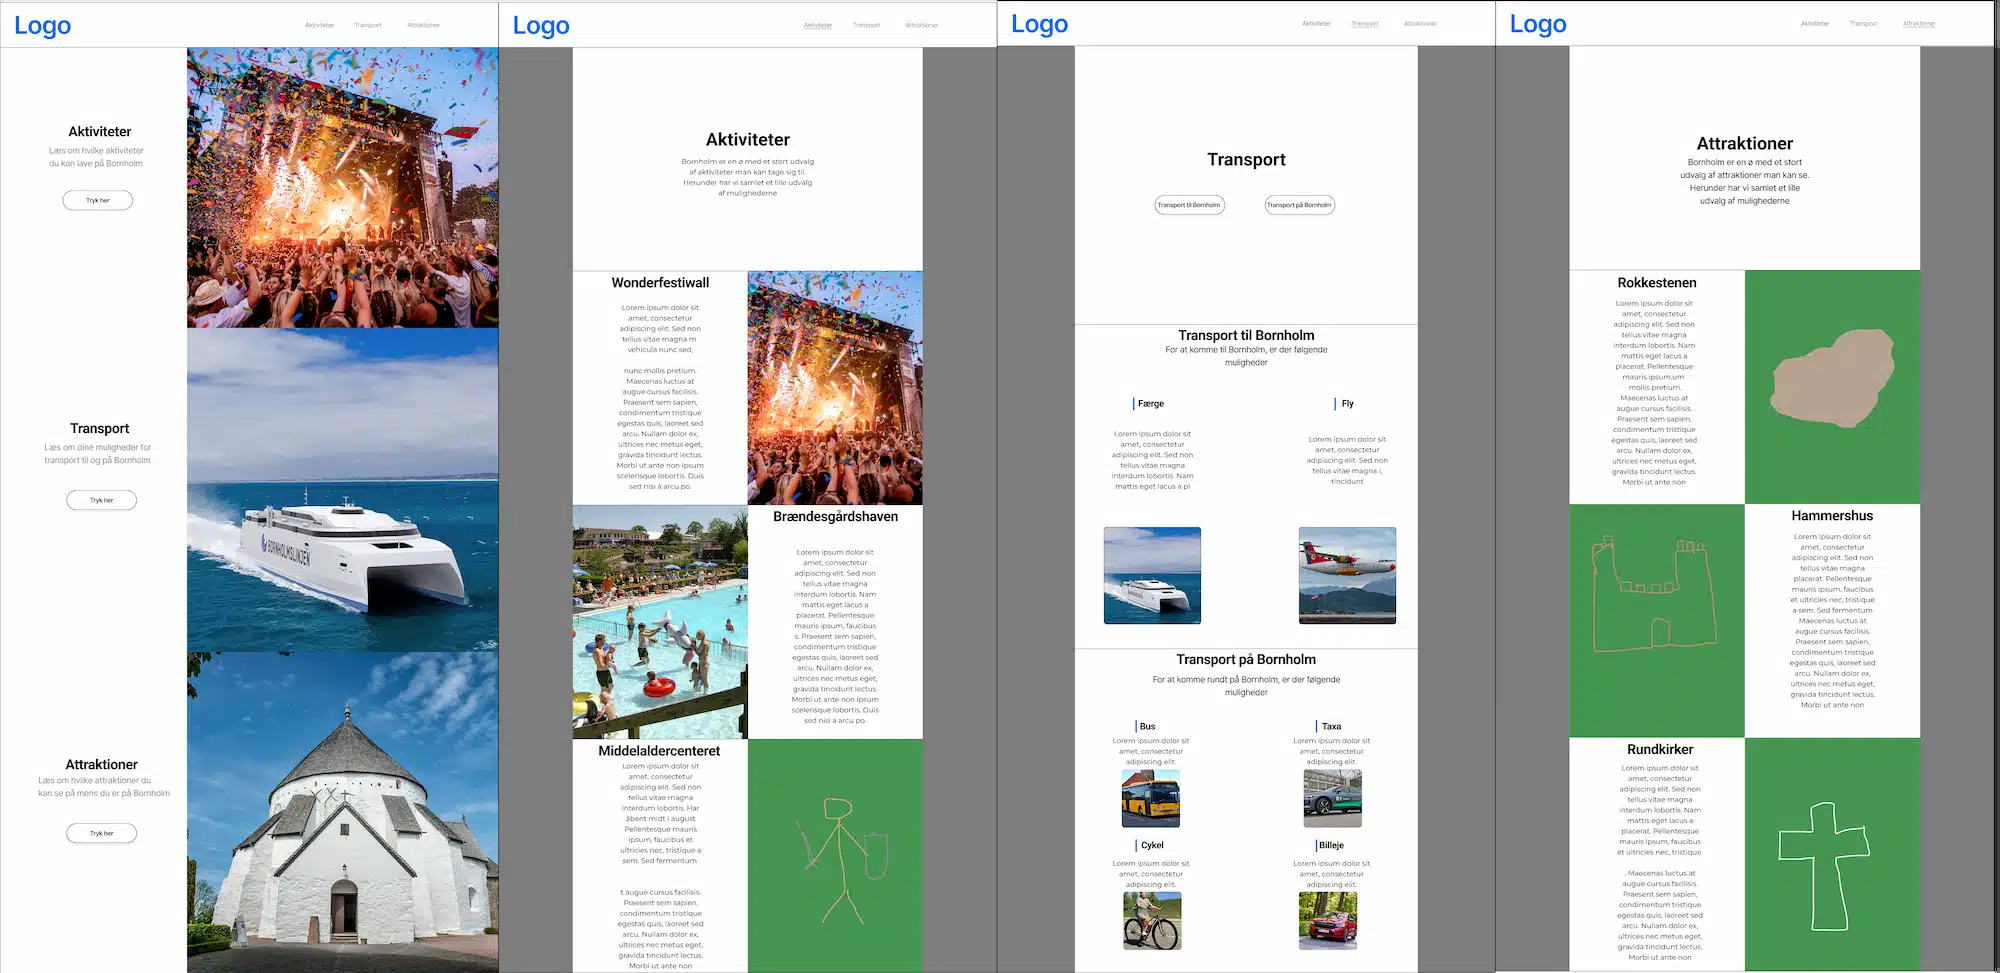 Logo
Aktiviteter Transport Attraktioner
Aktiviteter
Læs om hvilke aktiviteter
du kan lave på Bornholm
Tryk her
Transport
Læs om dine muligheder for
transport til og på Bornholm
Tryk her
BORNHOLMSLINJEN
Attraktioner
Læs om hvilke attraktioner du
kan se på mens du er på Bornholm
Tryk her
Logo
Aktiviteter Transport Attraktioner
Aktiviteter
Bornholm er en ø med et stort udvalg
af aktiviteter man kan tage sig til.
Herunder har vi samlet et lille udvalg
af mulighederne
Wonderfestiwall
Lorem ipsum dolor sit
amet, consectetur
adipiscing elit. Sed non
tellus vitae magna m
vehicula nunc sed,
nunc mollis pretium.
Maecenas luctus at
augue cursus facilisis.
Praesent sem sapien,
condimentum tristique
egestas quis, laoreet sed
arcu. Nullam dolor ex,
ultrices nec metus eget,
gravida tincidunt lectus.
Morbi ut ante non ipsum
scelerisque lobortis. Duis
sed nisi a arcu po.
Brændesgårdshaven
Lorem ipsum dolor sit
amet, consectetur
adipiscing elit. Sed non
tellus vitae magna
interdum lobortis. Nam
mattis eget lacus a
placerat. Pellentesque
mauris ipsum, faucibus
s. Praesent sem sapien,
condimentum tristique
egestas quis, laoreet sed
arcu. Nullam dolor ex,
ultrices nec metus eget,
gravida tincidunt lectus.
Morbi ut ante non ipsum
scelerisque lobortis. Duis
sed nisi a arcu po.
Middelaldercenteret
Lorem ipsum dolor sit
amet, consectetur
adipiscing elit. Sed non
tellus vitae magna
interdum lobortis. Har
åbent midt i august
Pellentesque mauris
ipsum, faucibus et
ultricies nec, tristique a
sem. Sed fermentum
t augue cursus facilisis.
Praesent sem sapien,
condimentum tristique
egestas quis, laoreet sed
arcu. Nullam dolor ex,
ultrices nec metus eget,
gravida tincidunt lectus.
Morbi ut ante non
Logo
Aktiviteter Transport Attraktioner
Transport
Transport til Bornholm Transport på Bornholm
Transport til Bornholm
For at komme til Bornholm, er der følgende
muligheder
Færge
Lorem ipsum dolor sit
amet, consectetur
adipiscing elit. Sed non
tellus vitae magna
interdum lobortis. Nam
mattis eget lacus a pl
Fly
Lorem ipsum dolor sit
amet, consectetur
adipiscing elit. Sed non
tellus vitae magna i,
tincidunt
Transport på Bornholm
For at komme rundt på Bornholm, er der følgende
muligheder
Bus
Lorem ipsum dolor sit
amet, consectetur
adipiscing elit.
Taxa
Lorem ipsum dolor sit
amet, consectetur
adipiscing elit.
Cykel
Lorem ipsum dolor sit
amet, consectetur
adipiscing elit.
Billeje
Lorem ipsum dolor sit
amet, consectetur
adipiscing elit.
Logo
Aktiviteter Transport Attraktioner
Attraktioner
Bornholm er en ø med et stort
udvalg af attraktioner man kan se.
Herunder har vi samlet et lille
udvalg af mulighederne
Rokkestenen
Lorem ipsum dolor sit
amet, consectetur
adipiscing elit. Sed non
tellus vitae magna
interdum lobortis. Nam
mattis eget lacus a
placerat. Pellentesque
mauris ipsum,um
mollis pretium.
Maecenas luctus at
augue cursus facilisis.
Praesent sem sapien,
condimentum tristique
egestas quis, laoreet sed
arcu. Nullam dolor ex,
ultrices nec metus eget,
gravida tincidunt lectus.
Morbi ut ante non
Hammershus
Lorem ipsum dolor sit
amet, consectetur
adipiscing elit. Sed non
tellus vitae magna
placerat. Pellentesque
mauris ipsum, faucibus
et ultricies nec, tristique
a sem. Sed fermentum
Maecenas luctus at
augue cursus facilisis.
Praesent sem sapien,
condimentum tristique
egestas quis, laoreet sed
arcu. Nullam dolor ex,
ultrices nec metus eget,
gravida tincidunt lectus.
Morbi ut ante non
Rundkirker
Lorem ipsum dolor sit
amet, consectetur
adipiscing elit. Sed non
tellus vitae magna
interdum lobortis. Nam
mattis eget lacus a
placerat. Pellentesque
mauris ipsum, faucibus
et ultricies nec, tristique
. Maecenas luctus at
augue cursus facilisis.
Praesent sem sapien,
condimentum tristique
egestas quis, laoreet sed
arcu. Nullam dolor ex,
ultrices nec metus eget,
gravida tincidunt lectus.
Morbi ut ante non